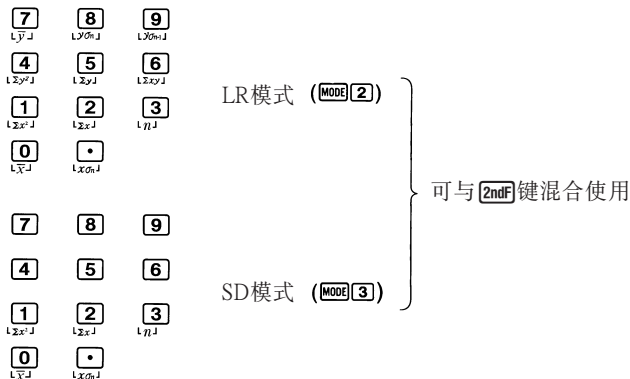 7 8 9
ȳ yσn yσn-1
4 5 6
Σy² Σy Σxy
LR模式 (MODE 2)
1 2 3
Σx² Σx n
0 ·
x̄ xσn
可与2ndF键混合使用
7 8 9
4 5 6
SD模式 (MODE 3)
1 2 3
Σx² Σx n
0 ·
x̄ xσn